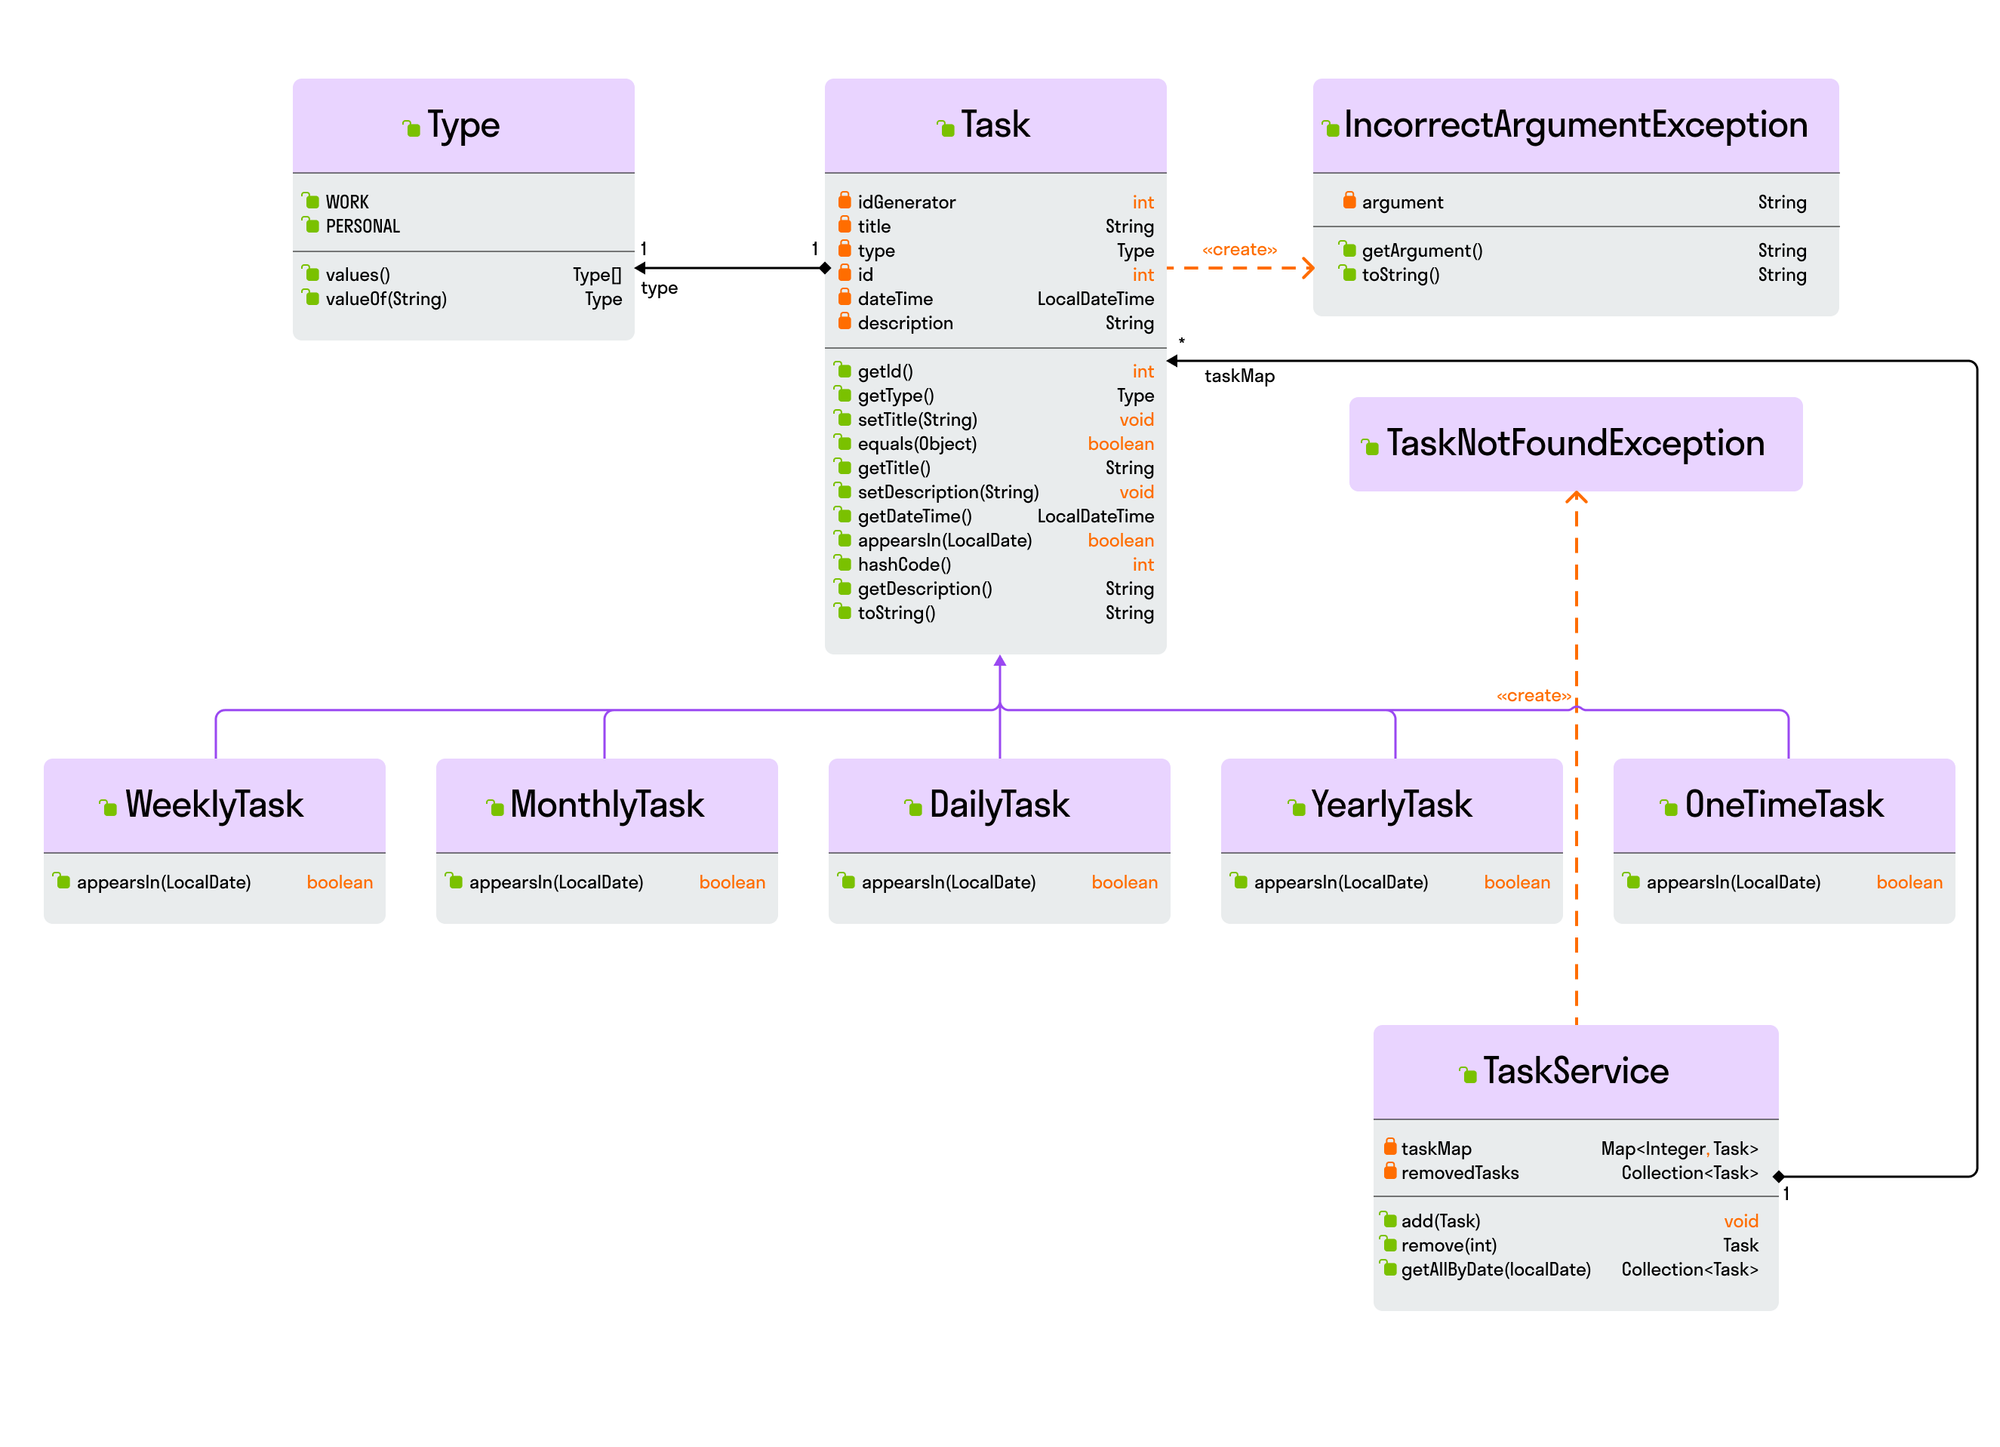 Type
WORK
PERSONAL
values() Type[]
valueOf(String) Type
1 1
type
Task
idGenerator int
title String
type Type
id int
dateTime LocalDateTime
description String
getId() int
getType() Type
setTitle(String) void
equals(Object) boolean
getTitle() String
setDescription(String) void
getDateTime() LocalDateTime
appearsIn(LocalDate) boolean
hashCode() int
getDescription() String
toString() String
«create»
IncorrectArgumentException
argument String
getArgument() String
toString() String
*
taskMap
TaskNotFoundException
«create»
WeeklyTask
appearsIn(LocalDate) boolean
MonthlyTask
appearsIn(LocalDate) boolean
DailyTask
appearsIn(LocalDate) boolean
YearlyTask
appearsIn(LocalDate) boolean
OneTimeTask
appearsIn(LocalDate) boolean
TaskService
taskMap Map<Integer, Task>
removedTasks Collection<Task>
1
add(Task) void
remove(int) Task
getAllByDate(localDate) Collection<Task>